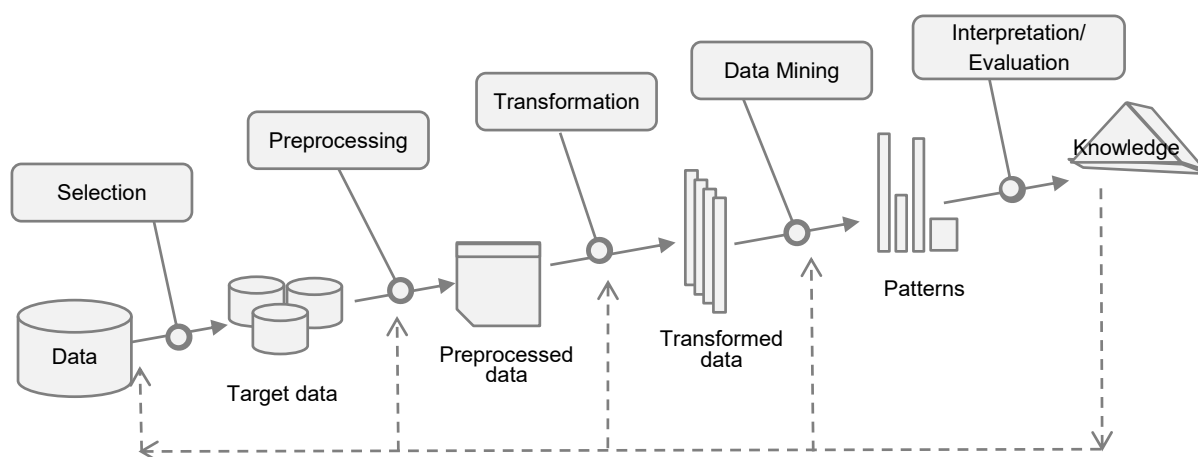 Interpretation/
Evaluation
Data Mining
Transformation
Preprocessing
Selection
Knowledge
Patterns
Transformed
data
Preprocessed
data
Data
Target data